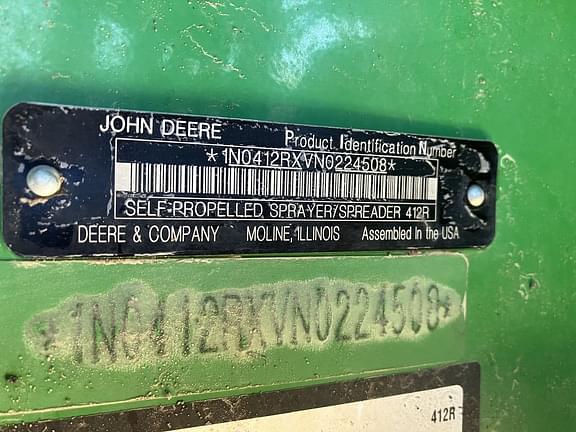 JOHN DEERE
Product Identification Number
*1N0412RXVN0224508*
SELF-PROPELLED SPRAYER/SPREADER 412R
DEERE & COMPANY MOLINE, ILLINOIS Assembled In the USA
*1N0412RXVN0224508*
412R